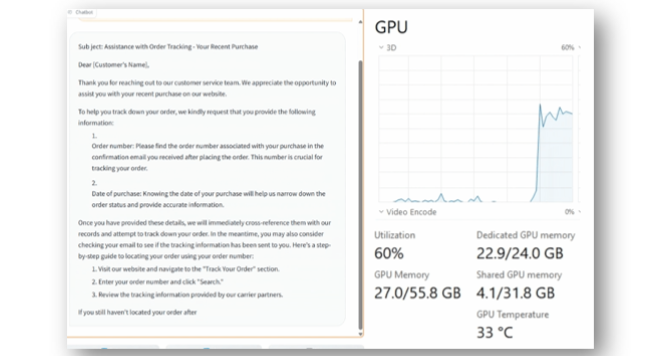 Chatbot
Subject: Assistance with Order Tracking - Your Recent Purchase
Dear [Customer's Name],
Thank you for reaching out to our customer service team. We appreciate the opportunity to
assist you with your recent purchase on our website.
To help you track down your order, we kindly request that you provide the following
information:
1.
Order number: Please find the order number associated with your purchase in the
confirmation email you received after placing the order. This number is crucial for
tracking your order.
2.
Date of purchase: Knowing the date of your purchase will help us narrow down the
order status and provide accurate information.
Once you have provided these details, we will immediately cross-reference them with our
records and attempt to track down your order. In the meantime, you may also consider
checking your email to see if the tracking information has been sent to you. Here's a step-
by-step guide to locating your order using your order number:
1. Visit our website and navigate to the "Track Your Order" section.
2. Enter your order number and click "Search."
3. Review the tracking information provided by our carrier partners.
If you still haven't located your order after
GPU
3D
60%
Video Encode
0%
Utilization
60%
Dedicated GPU memory
22.9/24.0 GB
GPU Memory
27.0/55.8 GB
Shared GPU memory
4.1/31.8 GB
GPU Temperature
33 °C